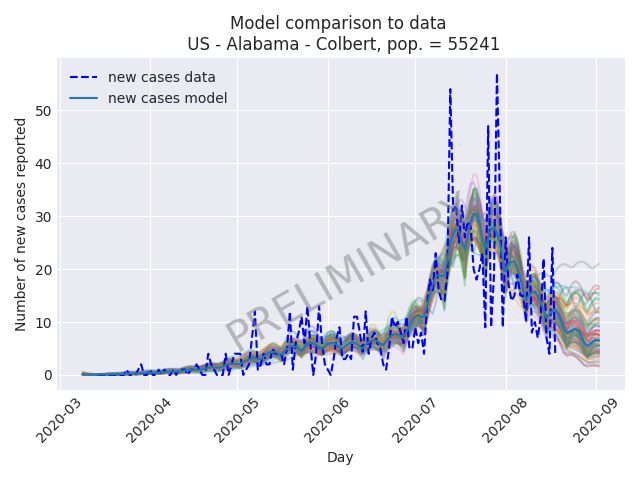 Model comparison to data
US - Alabama - Colbert, pop. = 55241
new cases data
new cases model
PRELIMINARY
Number of new cases reported
50
40
30
20
10
0
2020-03
2020-04
2020-05
2020-06
2020-07
2020-08
2020-09
Day